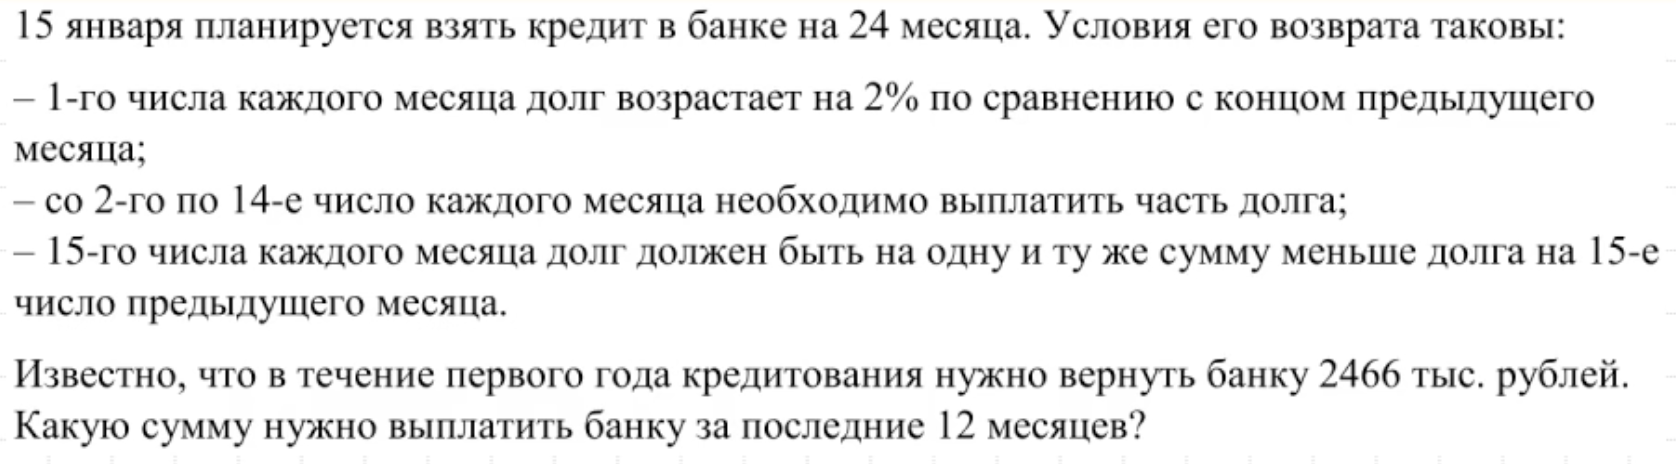 15 января планируется взять кредит в банке на 24 месяца. Условия его возврата таковы:
– 1-го числа каждого месяца долг возрастает на 2% по сравнению с концом предыдущего
месяца;
– со 2-го по 14-е число каждого месяца необходимо выплатить часть долга;
– 15-го числа каждого месяца долг должен быть на одну и ту же сумму меньше долга на 15-е
число предыдущего месяца.
Известно, что в течение первого года кредитования нужно вернуть банку 2466 тыс. рублей.
Какую сумму нужно выплатить банку за последние 12 месяцев?